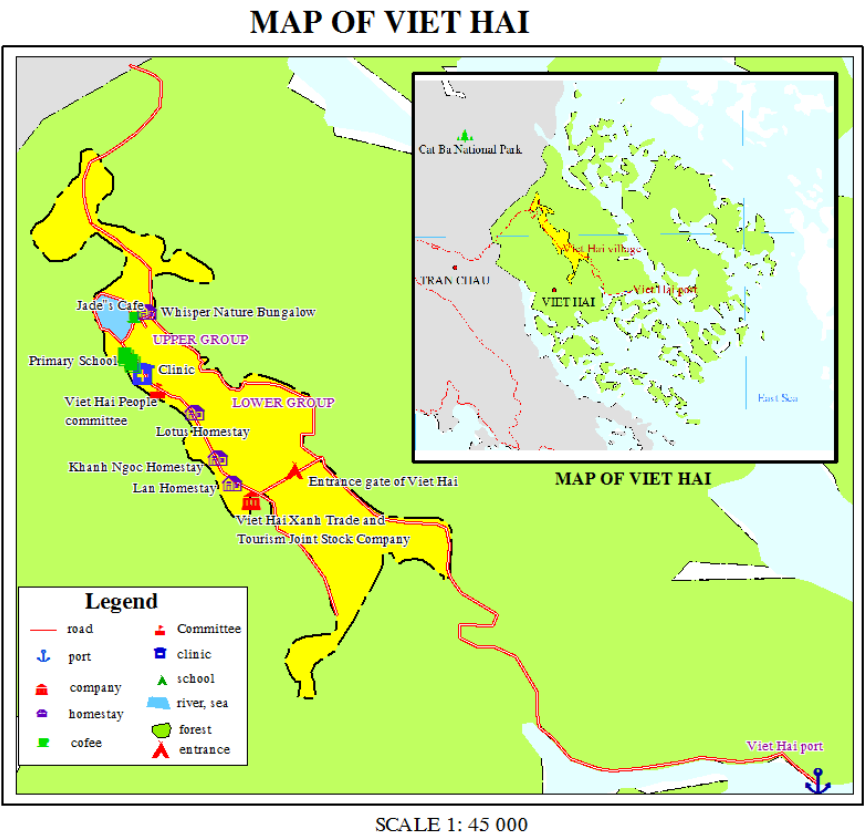 MAP OF VIET HAI
Cat Ba National Park
Viet Hai village
TRAN CHAU
Viet Hai port
VIET HAI
East Sea
MAP OF VIET HAI
Jade's Cafe
Whisper Nature Bungalow
UPPER GROUP
Primary School
Clinic
Viet Hai People
committee
LOWER GROUP
Lotus Homestay
Khanh Ngoc Homestay
Lan Homestay
Entrance gate of Viet Hai
Viet Hai Xanh Trade and
Tourism Joint Stock Company
Legend
road
Committee
port
clinic
company
school
homestay
river, sea
cofee
forest
entrance
Viet Hai port
SCALE 1: 45 000